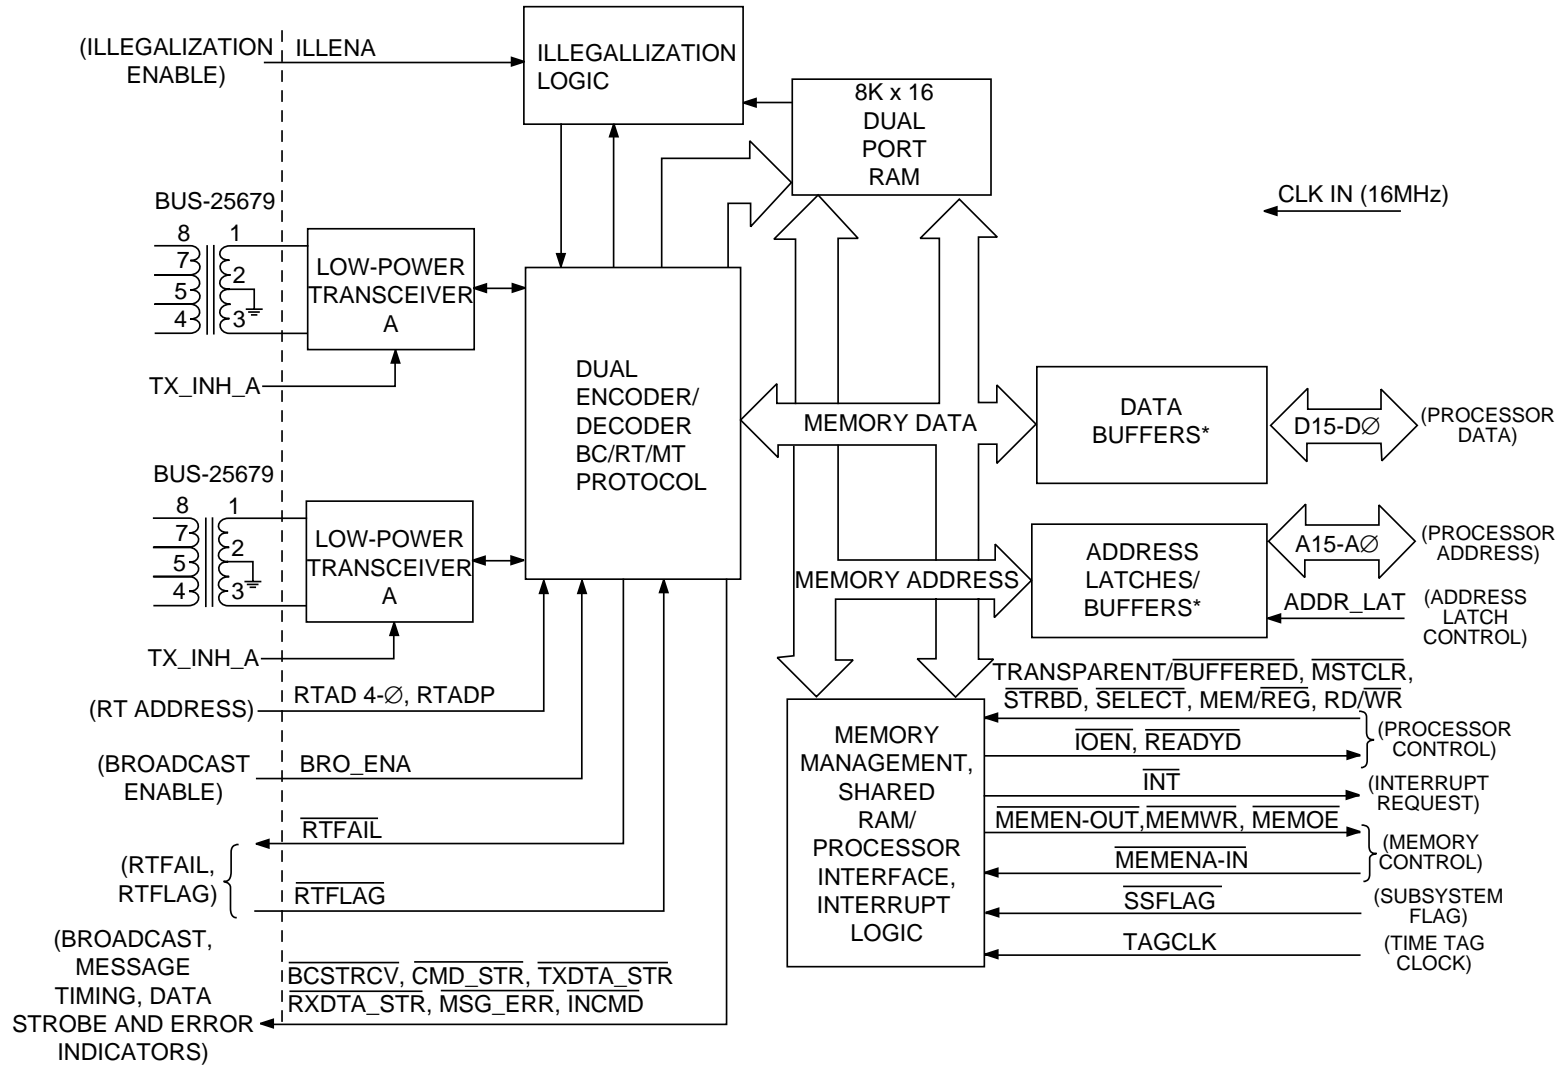 (ILLEGALIZATION
ENABLE)
ILLENA
ILLEGALLIZATION
LOGIC
8K x 16
DUAL
PORT
RAM
CLK IN (16MHz)
BUS-25679
8
7
5
4
1
2
3
LOW-POWER
TRANSCEIVER
A
TX_INH_A
DUAL
ENCODER/
DECODER
BC/RT/MT
PROTOCOL
MEMORY DATA
DATA
BUFFERS*
D15-DØ
(PROCESSOR
DATA)
BUS-25679
8
7
5
4
1
2
3
LOW-POWER
TRANSCEIVER
A
TX_INH_A
MEMORY ADDRESS
ADDRESS
LATCHES/
BUFFERS*
A15-AØ
(PROCESSOR
ADDRESS)
ADDR_LAT
(ADDRESS
LATCH
CONTROL)
(RT ADDRESS)
RTAD 4-Ø, RTADP
(BROADCAST
ENABLE)
BRO_ENA
(RTFAIL,
RTFLAG)
RTFAIL
RTFLAG
(BROADCAST,
MESSAGE
TIMING, DATA
STROBE AND ERROR
INDICATORS)
BCSTRCV, CMD_STR, TXDTA_STR
RXDTA_STR, MSG_ERR, INCMD
MEMORY
MANAGEMENT,
SHARED
RAM/
PROCESSOR
INTERFACE,
INTERRUPT
LOGIC
TRANSPARENT/BUFFERED, MSTCLR,
STRBD, SELECT, MEM/REG, RD/WR
IOEN, READYD
(PROCESSOR
CONTROL)
INT
(INTERRUPT
REQUEST)
MEMEN-OUT,MEMWR, MEMOE
MEMENA-IN
(MEMORY
CONTROL)
SSFLAG
(SUBSYSTEM
FLAG)
TAGCLK
(TIME TAG
CLOCK)